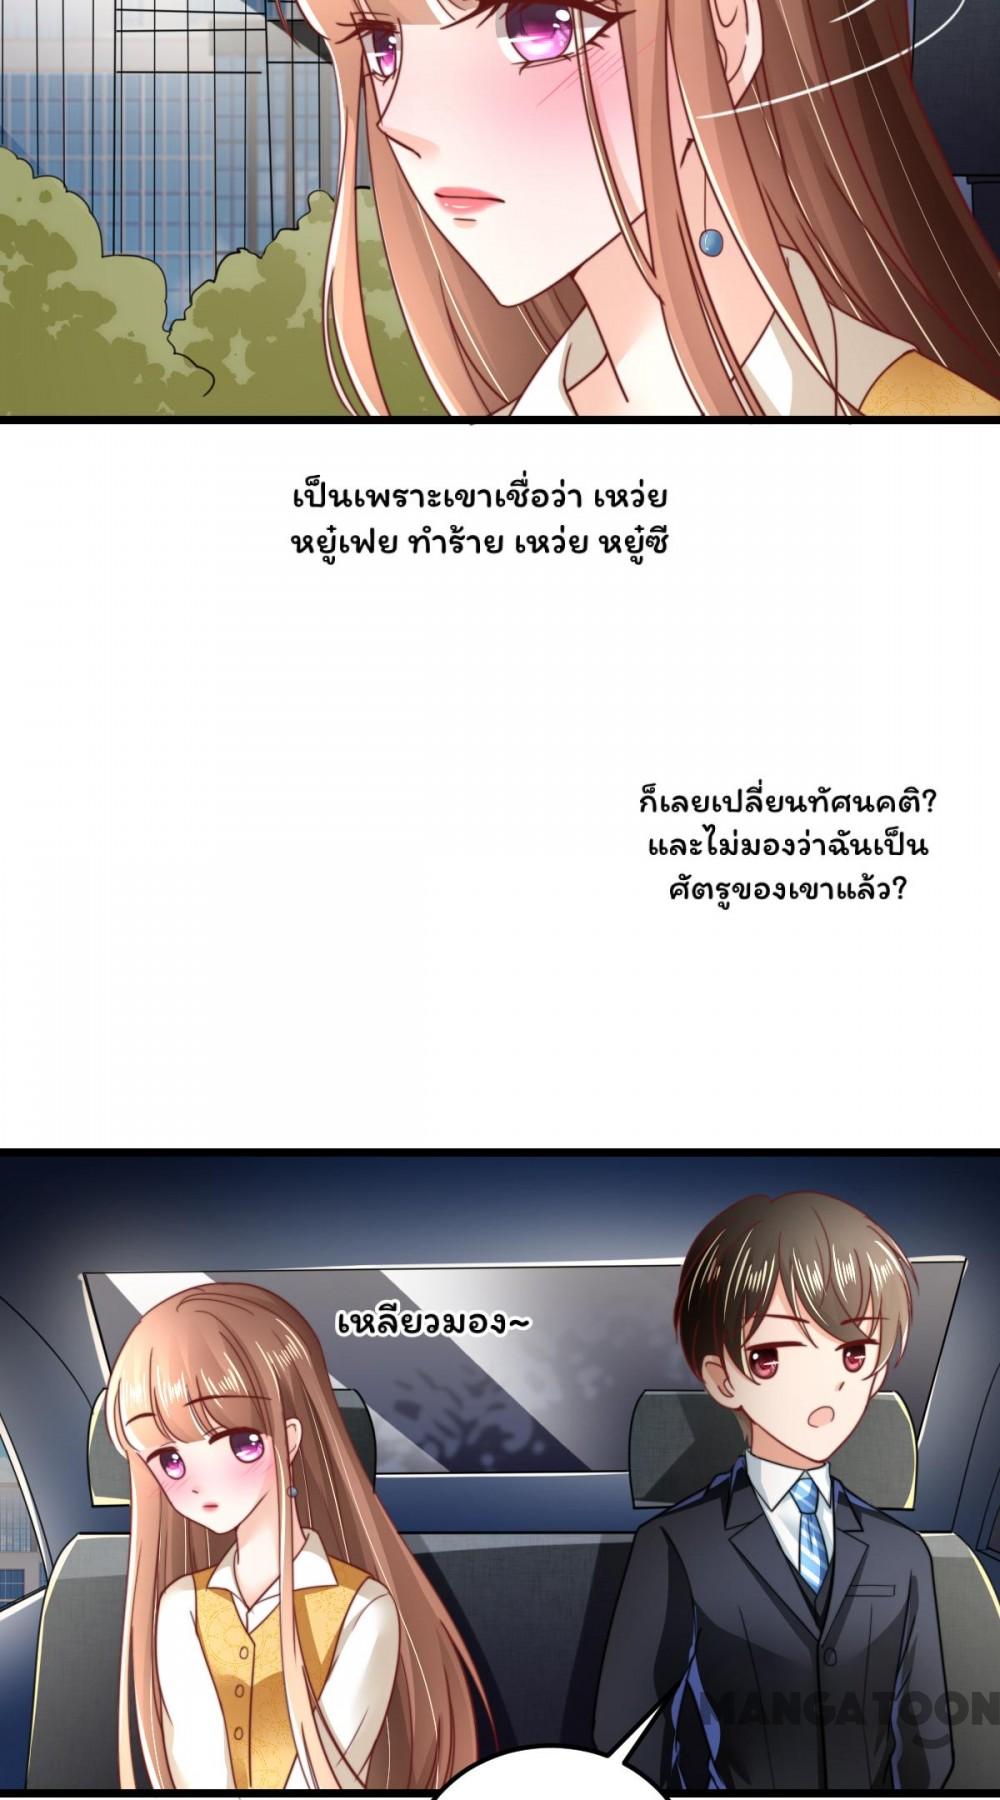 เป็นเพราะเขาเชื่อว่า เหว่ย
หยู๋เฟย ทำร้าย เหว่ย หยู๋ซี
ก็เลยเปลี่ยนทัศนคติ?
และไม่มองว่าฉันเป็น
ศัตรูของเขาแล้ว?
เหลียวมอง~
MANGATOON